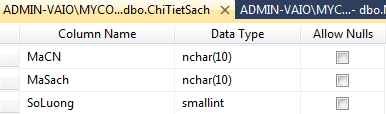 ADMIN-VAIO\MYCO...dbo.ChiTietSach ADMIN-VAIO\MYCO...- dbo.N
Column Name Data Type Allow Nulls
MaCN nchar(10)
MaSach nchar(10)
SoLuong smallint